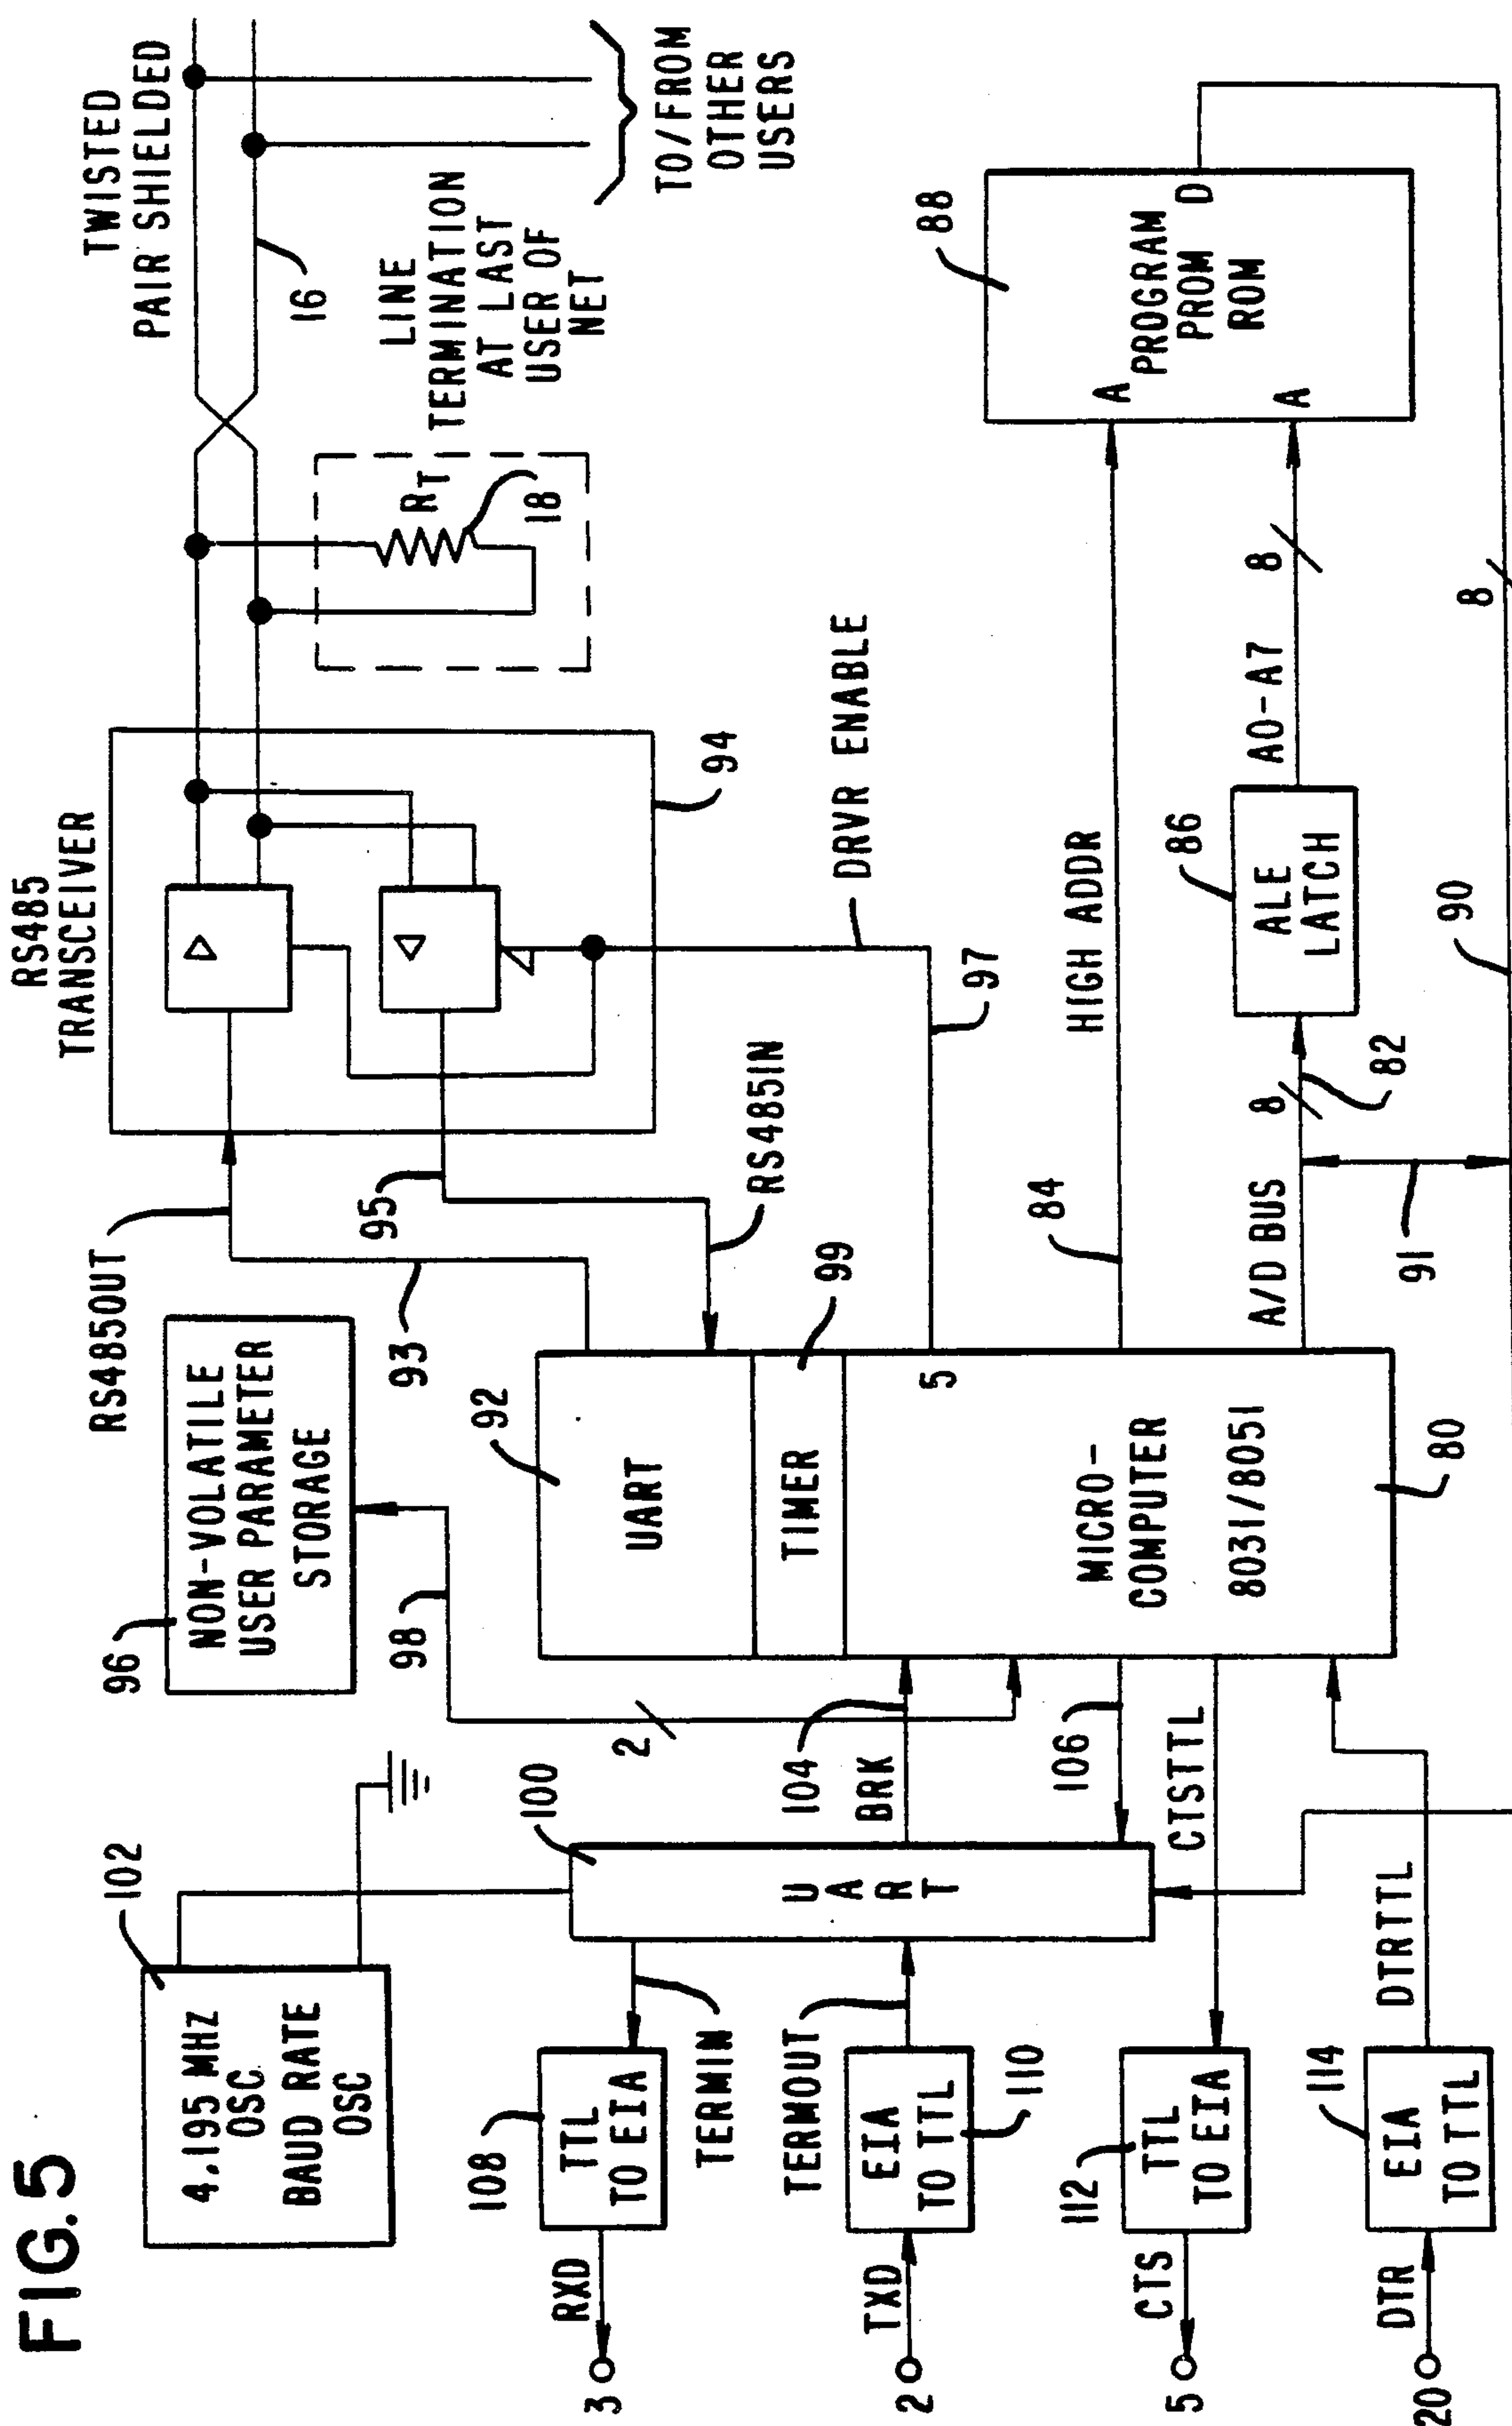 FIG. 5
102
4.195 MHZ
OSC
BAUD RATE
OSC
96
NON-VOLATILE
USER PARAMETER
STORAGE
98
2
RS485OUT
93
95
RS485IN
RS485
TRANSCEIVER
94
DRVR ENABLE
97
TWISTED
PAIR SHIELDED
16
RT
18
LINE
TERMINATION
AT LAST
USER OF
NET
TO/FROM
OTHER
USERS
3
RXD
108
TTL
TO EIA
TERMIN
100
UART
104
BRK
106
CTSTTL
92
UART
99
TIMER
5
MICRO-
COMPUTER
8031/8051
80
84
HIGH ADDR
A/D BUS
91
8
82
86
ALE
LATCH
A0-A7
8
88
A
PROGRAM
PROM
ROM
D
A
90
8
2
TXD
TERMOUT
EIA
TO TTL
110
5
CTS
112
TTL
TO EIA
20
DTR
114
EIA
TO TTL
DTRTTL